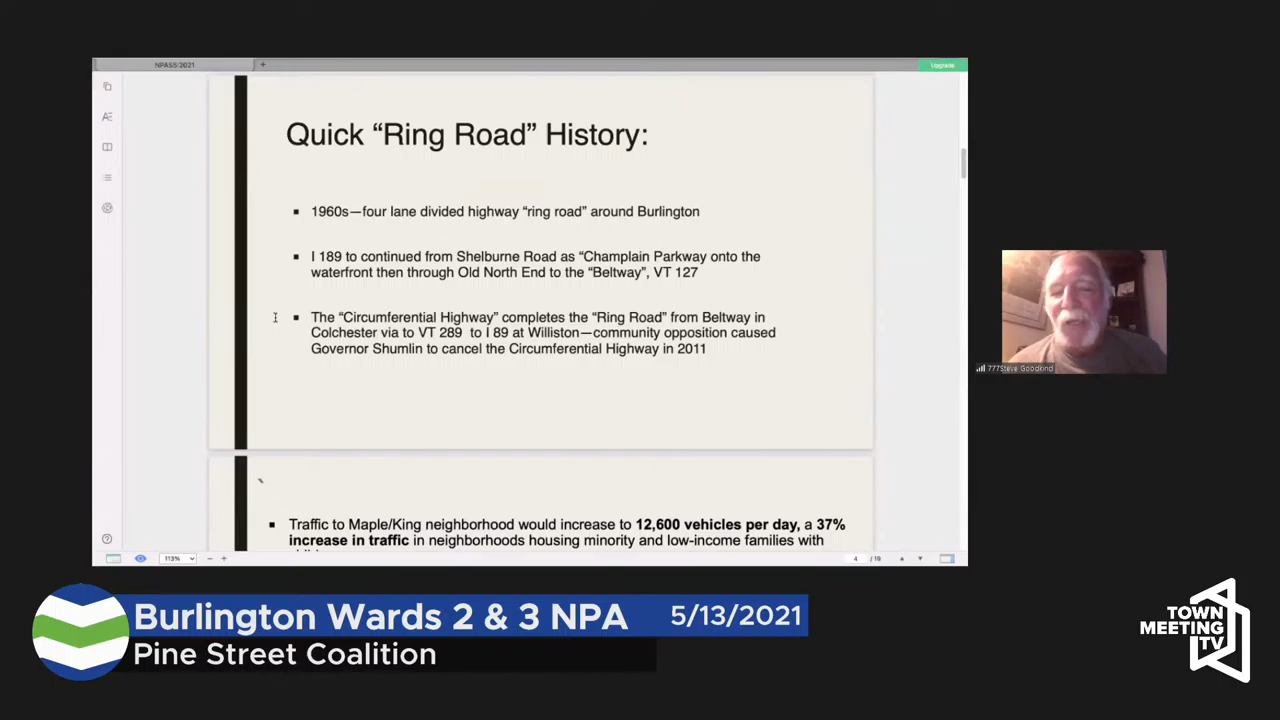 NPAS5/2021
+
Upgrade
Quick “Ring Road” History:
▪ 1960s—four lane divided highway “ring road” around Burlington
▪ I 189 to continued from Shelburne Road as “Champlain Parkway onto the
waterfront then through Old North End to the “Beltway”, VT 127
▪ The “Circumferential Highway” completes the “Ring Road” from Beltway in
Colchester via to VT 289 to I 89 at Williston—community opposition caused
Governor Shumlin to cancel the Circumferential Highway in 2011
▪ Traffic to Maple/King neighborhood would increase to 12,600 vehicles per day, a 37%
increase in traffic in neighborhoods housing minority and low-income families with
113%
4 / 19
777Steve Goodkind
Burlington Wards 2 & 3 NPA 5/13/2021
Pine Street Coalition
TOWN
MEETING
TV